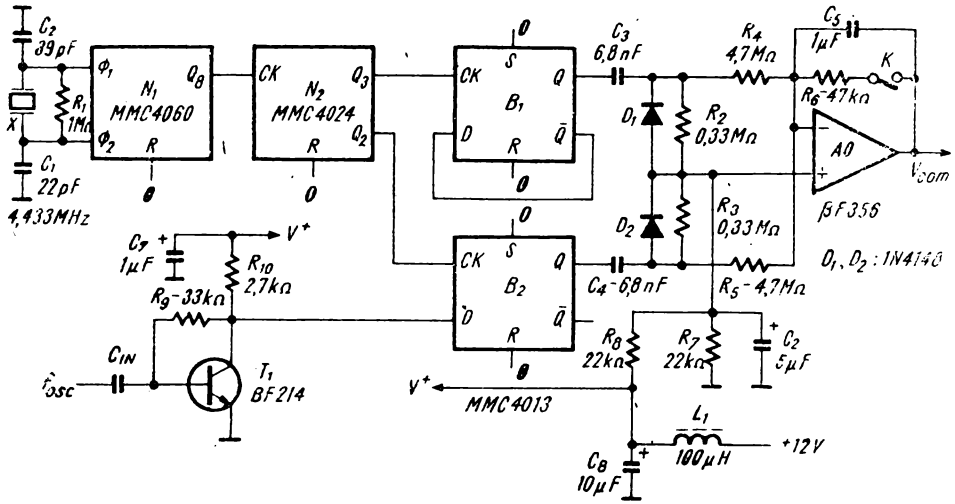 C2
39pF
X
R1
1MΩ
C1
22pF
4,433MHz
Φ1
Φ2
N1
MMC4060
Q8
R
0
CK
N2
MMC4024
Q3
Q2
R
0
0
S
CK
Q
B1
D
Q̄
R
0
0
S
CK
Q
B2
D
Q̄
R
0
MMC4013
C3
6,8nF
D1
R2
0,33MΩ
D2
R3
0,33MΩ
C4-6,8nF
R4
4,7MΩ
R5-4,7MΩ
C5
1μF
K
R6-47kΩ
-
AO
+
Vcom
βF356
D1, D2 : 1N4148
C7
+
1μF
V+
R10
2,7kΩ
R9-33kΩ
CIN
fosc
T1
BF214
R8
22kΩ
R7
22kΩ
+
C2
5μF
V+
C8
+
10μF
L1
100μH
+12V